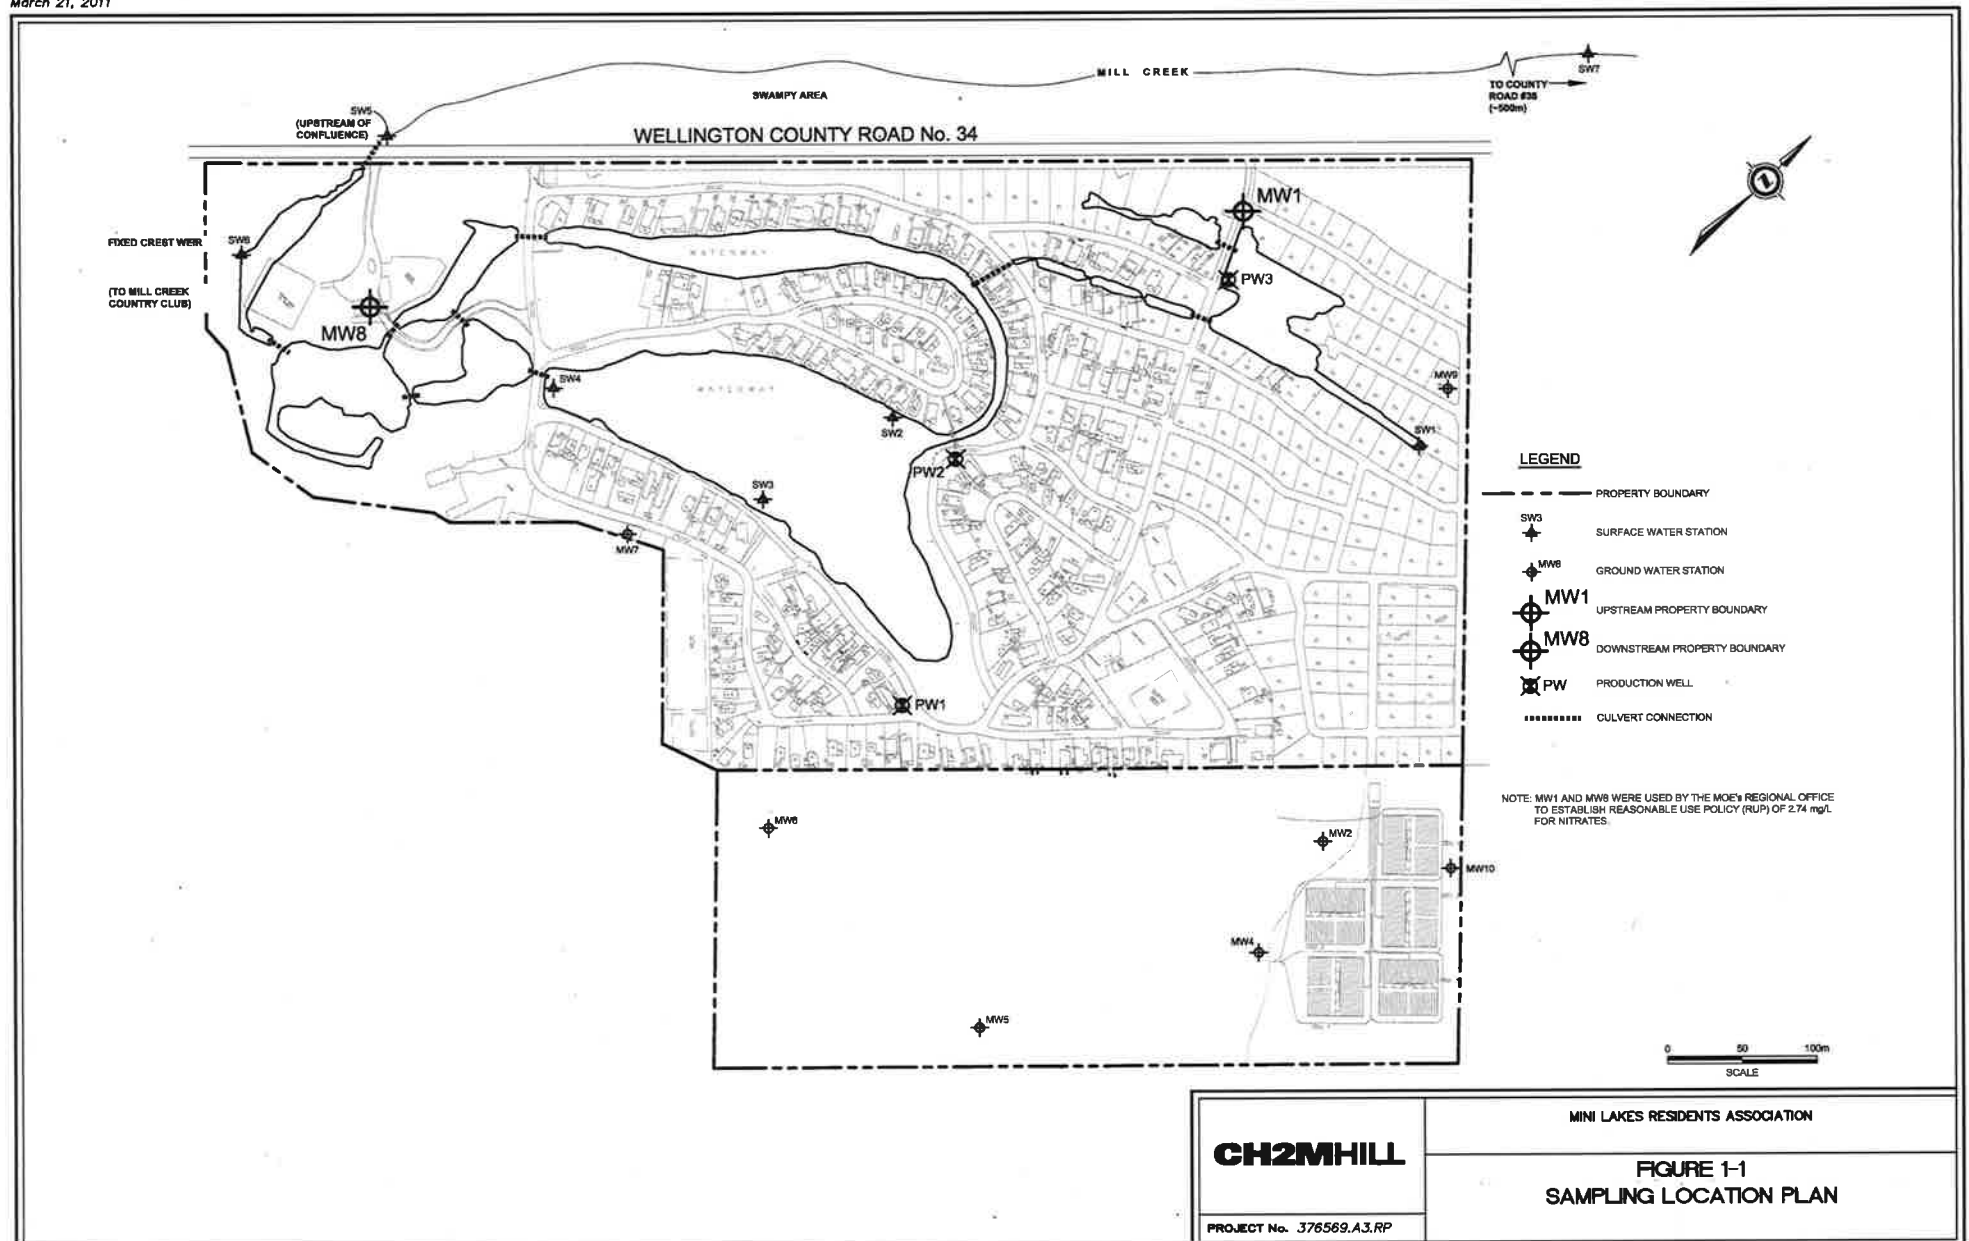 March 21, 2011
SW7
MILL CREEK
TO COUNTY
ROAD #35
(~500m)
SWAMPY AREA
SW5
(UPSTREAM OF
CONFLUENCE)
WELLINGTON COUNTY ROAD No. 34
MW1
FIXED CREST WEIR
SW6
WATERWAY
PW3
(TO MILL CREEK
COUNTRY CLUB)
MW8
SW4
WATERWAY
MW9
SW2
SW1
PW2
SW3
MW7
PW1
MW6
MW2
MW10
MW4
MW5
LEGEND
PROPERTY BOUNDARY
SW3
SURFACE WATER STATION
MW6
GROUND WATER STATION
MW1
UPSTREAM PROPERTY BOUNDARY
MW8
DOWNSTREAM PROPERTY BOUNDARY
PW
PRODUCTION WELL
CULVERT CONNECTION
NOTE: MW1 AND MW8 WERE USED BY THE MOE's REGIONAL OFFICE
TO ESTABLISH REASONABLE USE POLICY (RUP) OF 2.74 mg/L
FOR NITRATES.
0 50 100m
SCALE
CH2MHILL
MINI LAKES RESIDENTS ASSOCIATION
FIGURE 1-1
SAMPLING LOCATION PLAN
PROJECT No. 376569.A3.RP